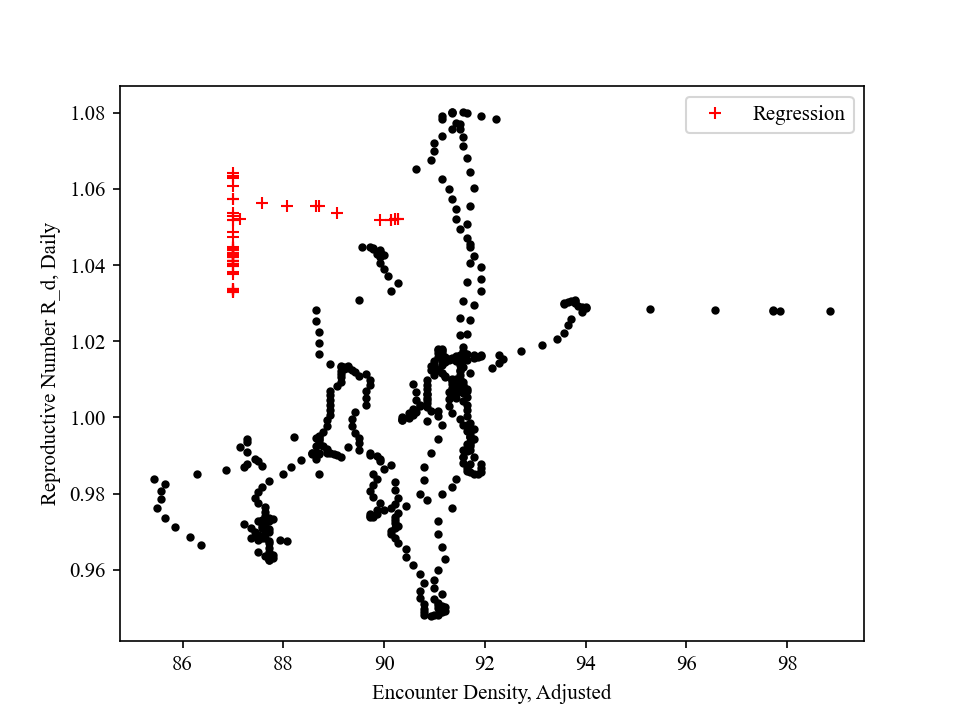 1.08
1.06
1.04
1.02
1.00
0.98
0.96
Reproductive Number R_d, Daily
Regression
86 88 90 92 94 96 98
Encounter Density, Adjusted